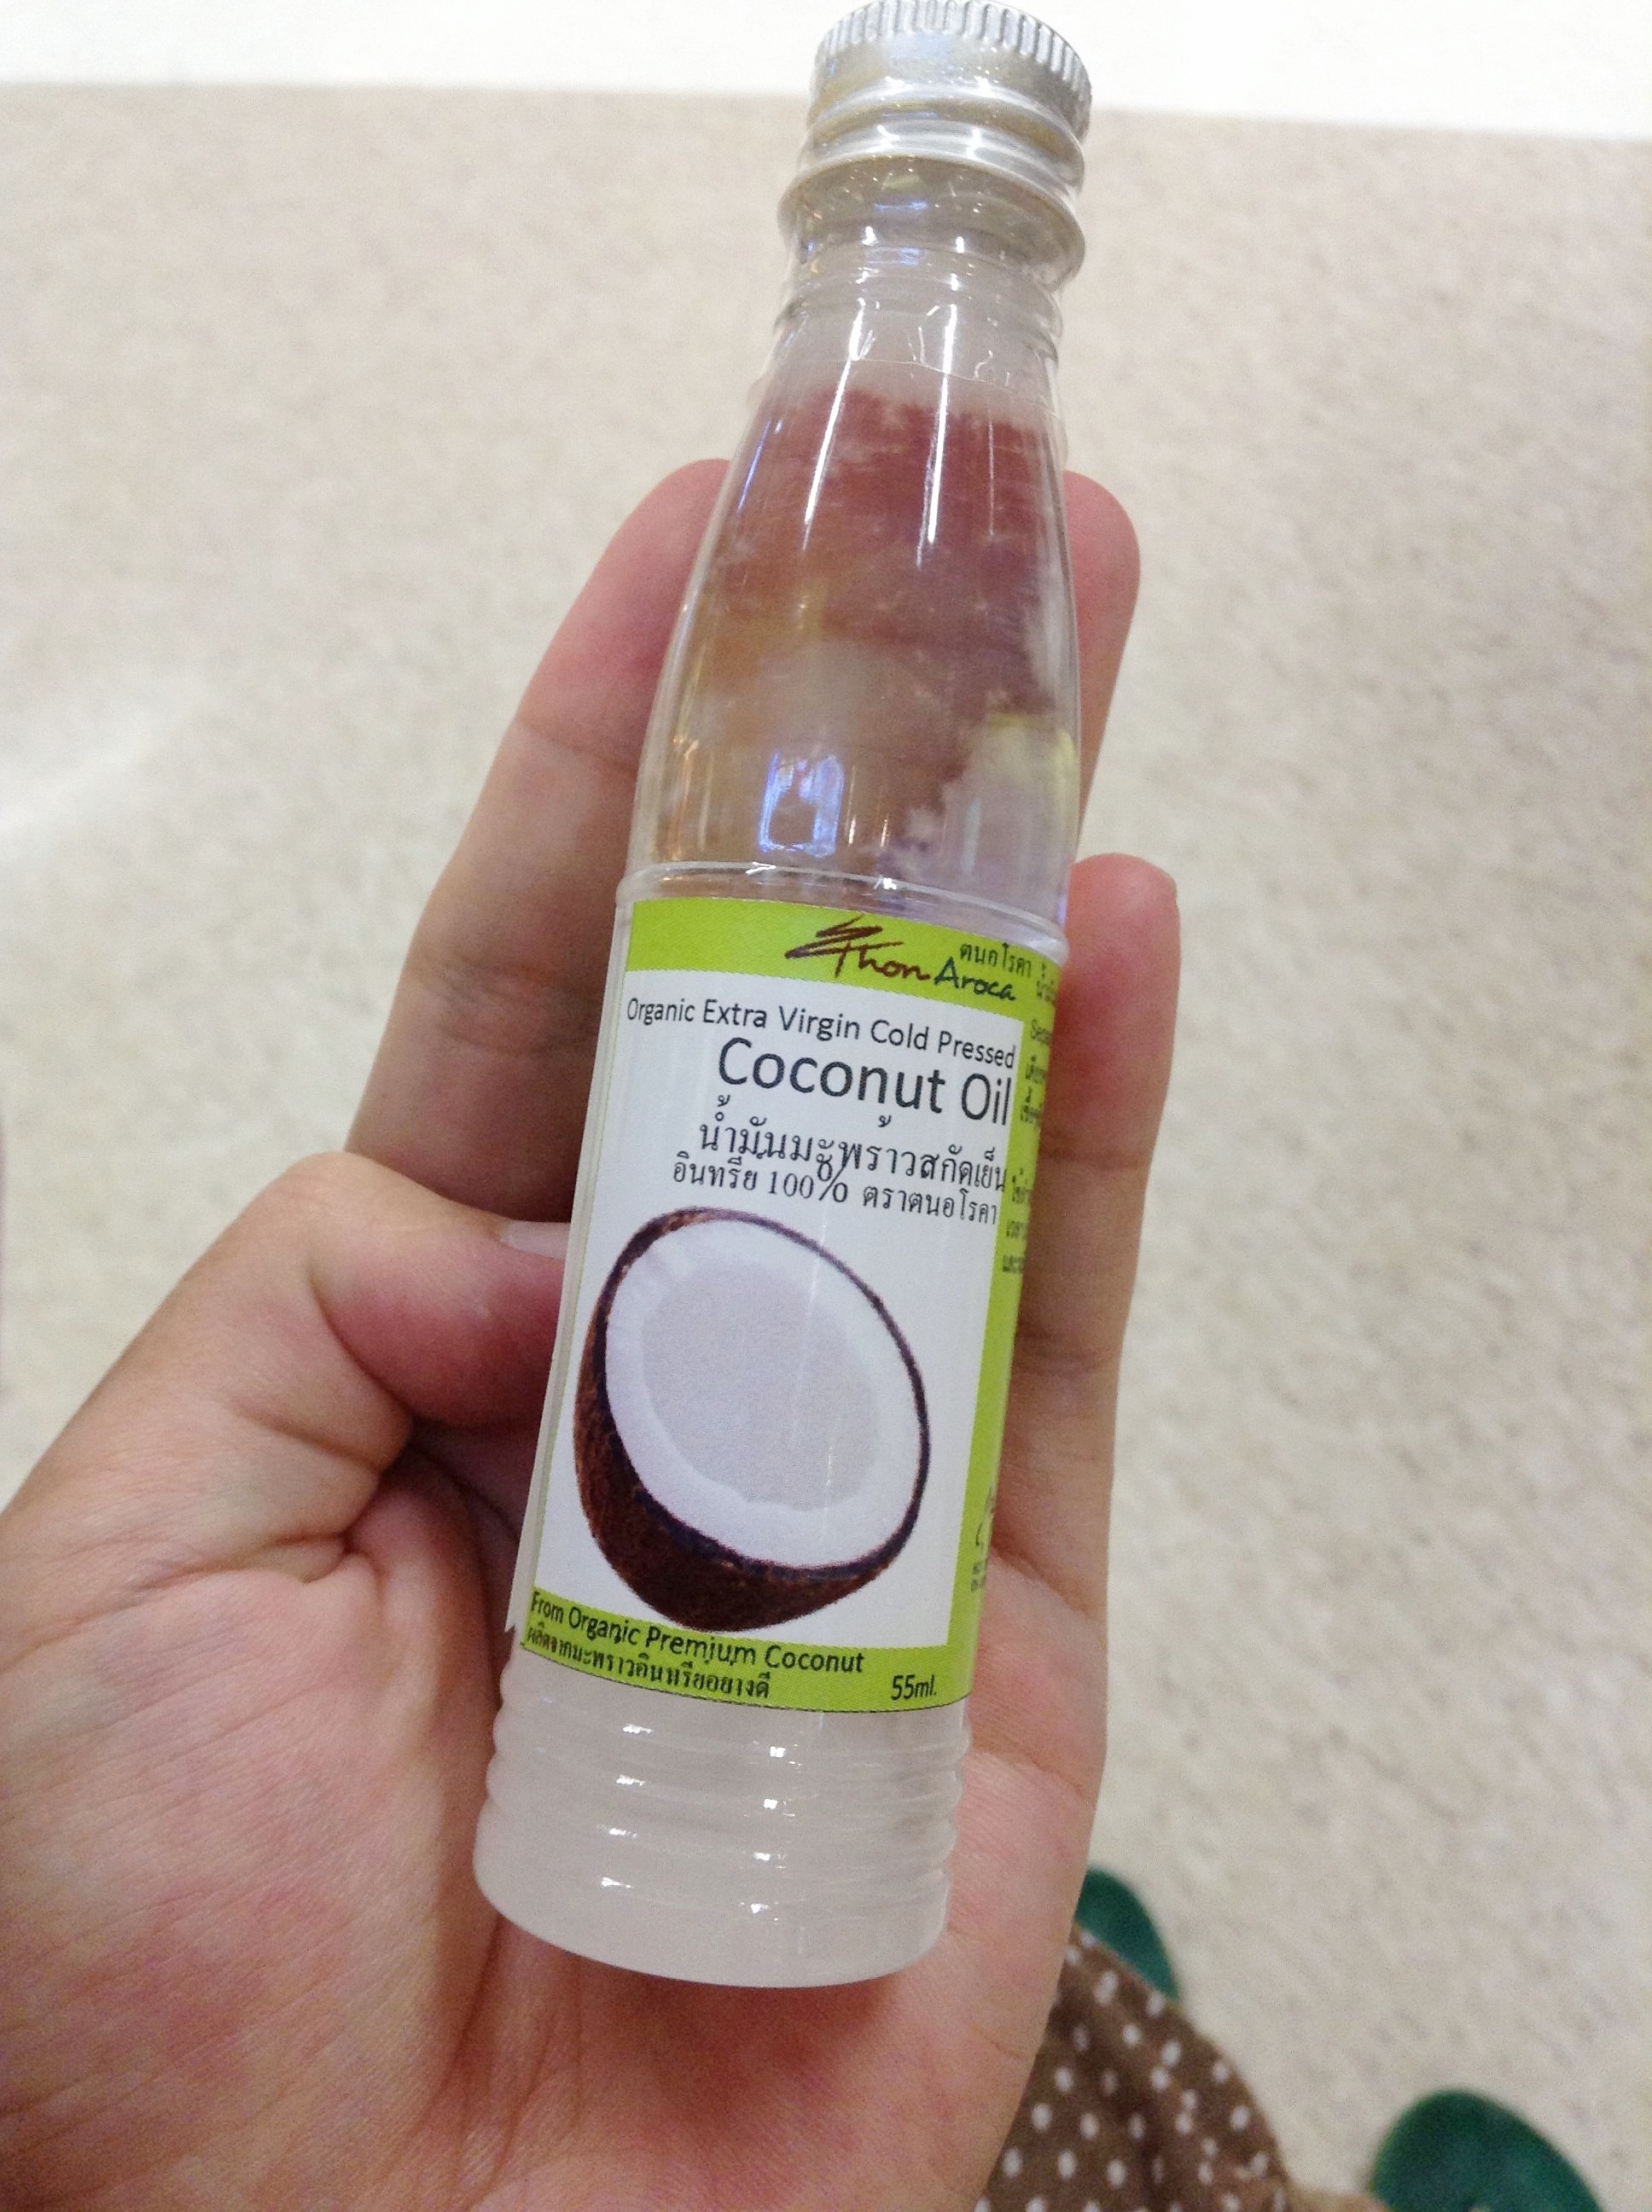 Thon Aroca
ตนอโรคา
Organic Extra Virgin Cold Pressed
Coconut Oil
น้ำมันมะพร้าวสกัดเย็น
อินทรีย์ 100% ตราตนอโรคา
From Organic Premium Coconut
ผลิตจากมะพร้าวอินทรีย์อย่างดี
55ml.